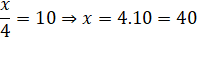 x/4 = 10 ⇒ x = 4.10 = 40